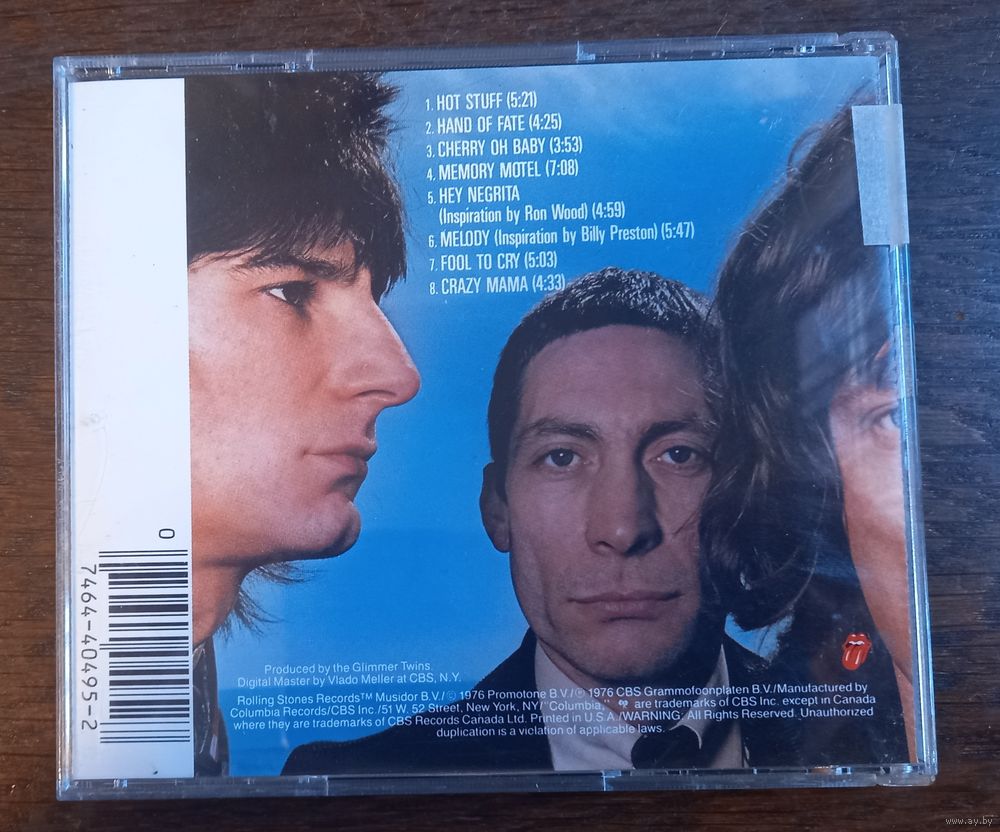 1. HOT STUFF (5:21)
2. HAND OF FATE (4:25)
3. CHERRY OH BABY (3:53)
4. MEMORY MOTEL (7:08)
5. HEY NEGRITA
(Inspiration by Ron Wood) (4:59)
6. MELODY (Inspiration by Billy Preston) (5:47)
7. FOOL TO CRY (5:03)
8. CRAZY MAMA (4:33)
0
7464-40495-2
Produced by the Glimmer Twins.
Digital Master by Vlado Meller at CBS, N.Y.
Rolling Stones Records™ Musidor B.V./© 1976 Promotone B.V./℗ 1976 CBS Grammofoonplaten B.V./Manufactured by
Columbia Records/CBS Inc./51 W. 52 Street, New York, NY/"Columbia," are trademarks of CBS Inc. except in Canada
where they are trademarks of CBS Records Canada Ltd. Printed in U.S.A./WARNING: All Rights Reserved. Unauthorized
duplication is a violation of applicable laws.
www.ay.by